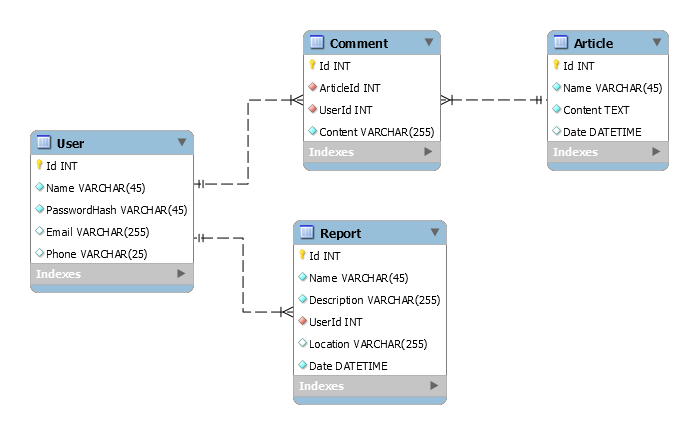 Comment
Id INT
ArticleId INT
UserId INT
Content VARCHAR(255)
Indexes
Article
Id INT
Name VARCHAR(45)
Content TEXT
Date DATETIME
Indexes
User
Id INT
Name VARCHAR(45)
PasswordHash VARCHAR(45)
Email VARCHAR(255)
Phone VARCHAR(25)
Indexes
Report
Id INT
Name VARCHAR(45)
Description VARCHAR(255)
UserId INT
Location VARCHAR(255)
Date DATETIME
Indexes